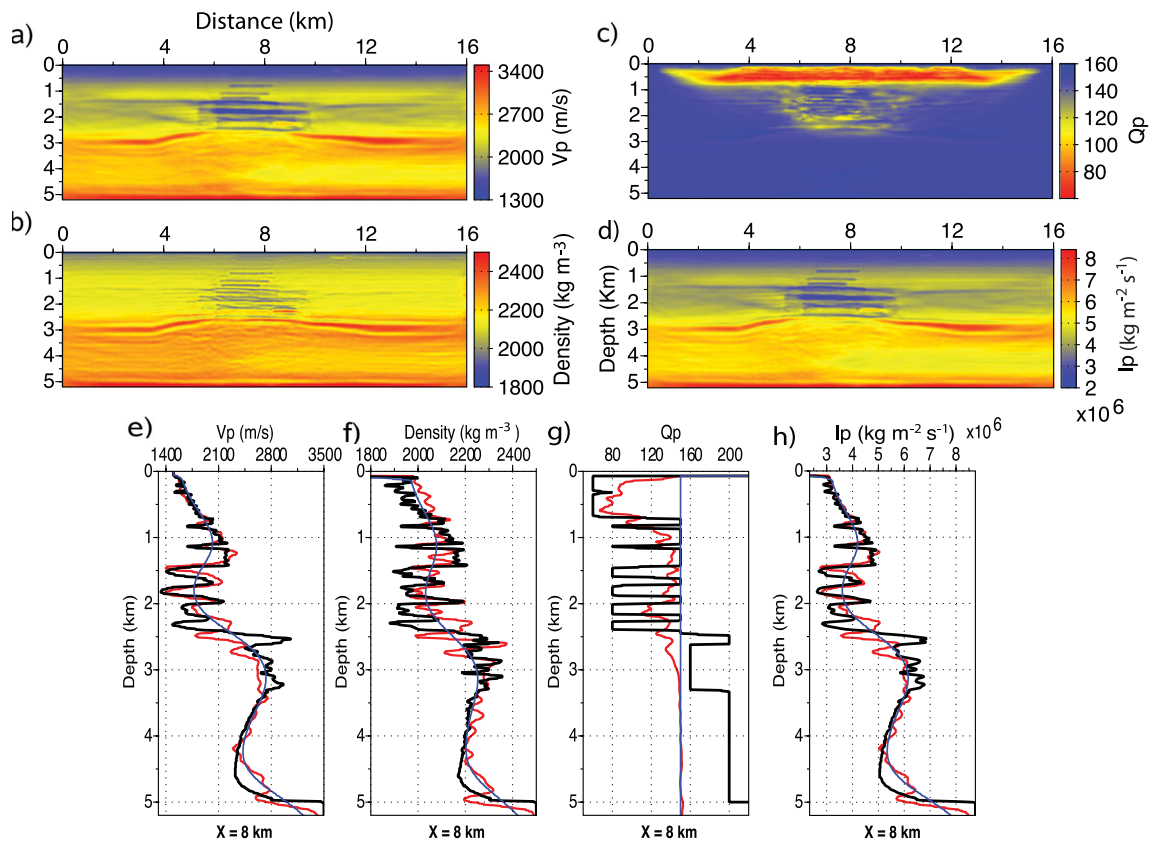 Distance (km)
a)
0 4 8 12 16
0
1
2
3
4
5
3400
2700
2000
1300
Vp (m/s)
c)
0 4 8 12 16
0
1
2
3
4
5
160
140
120
100
80
Qp
b)
0 4 8 12 16
0
1
2
3
4
5
2400
2200
2000
1800
Density (kg m-3)
d)
0 4 8 12 16
Depth (Km)
0
1
2
3
4
5
8
7
6
5
4
3
2
Ip (kg m-2 s-1)
x10 6
e)
Vp (m/s)
1400 2100 2800 3500
Depth (km)
0
1
2
3
4
5
X = 8 km
f)
Density (kg m-3 )
1800 2000 2200 2400
Depth (km)
0
1
2
3
4
5
X = 8 km
g)
Qp
80 120 160 200
Depth (km)
0
1
2
3
4
5
X = 8 km
h)
Ip (kg m-2 s-1) x10 6
3 4 5 6 7 8
Depth (km)
0
1
2
3
4
5
X = 8 km